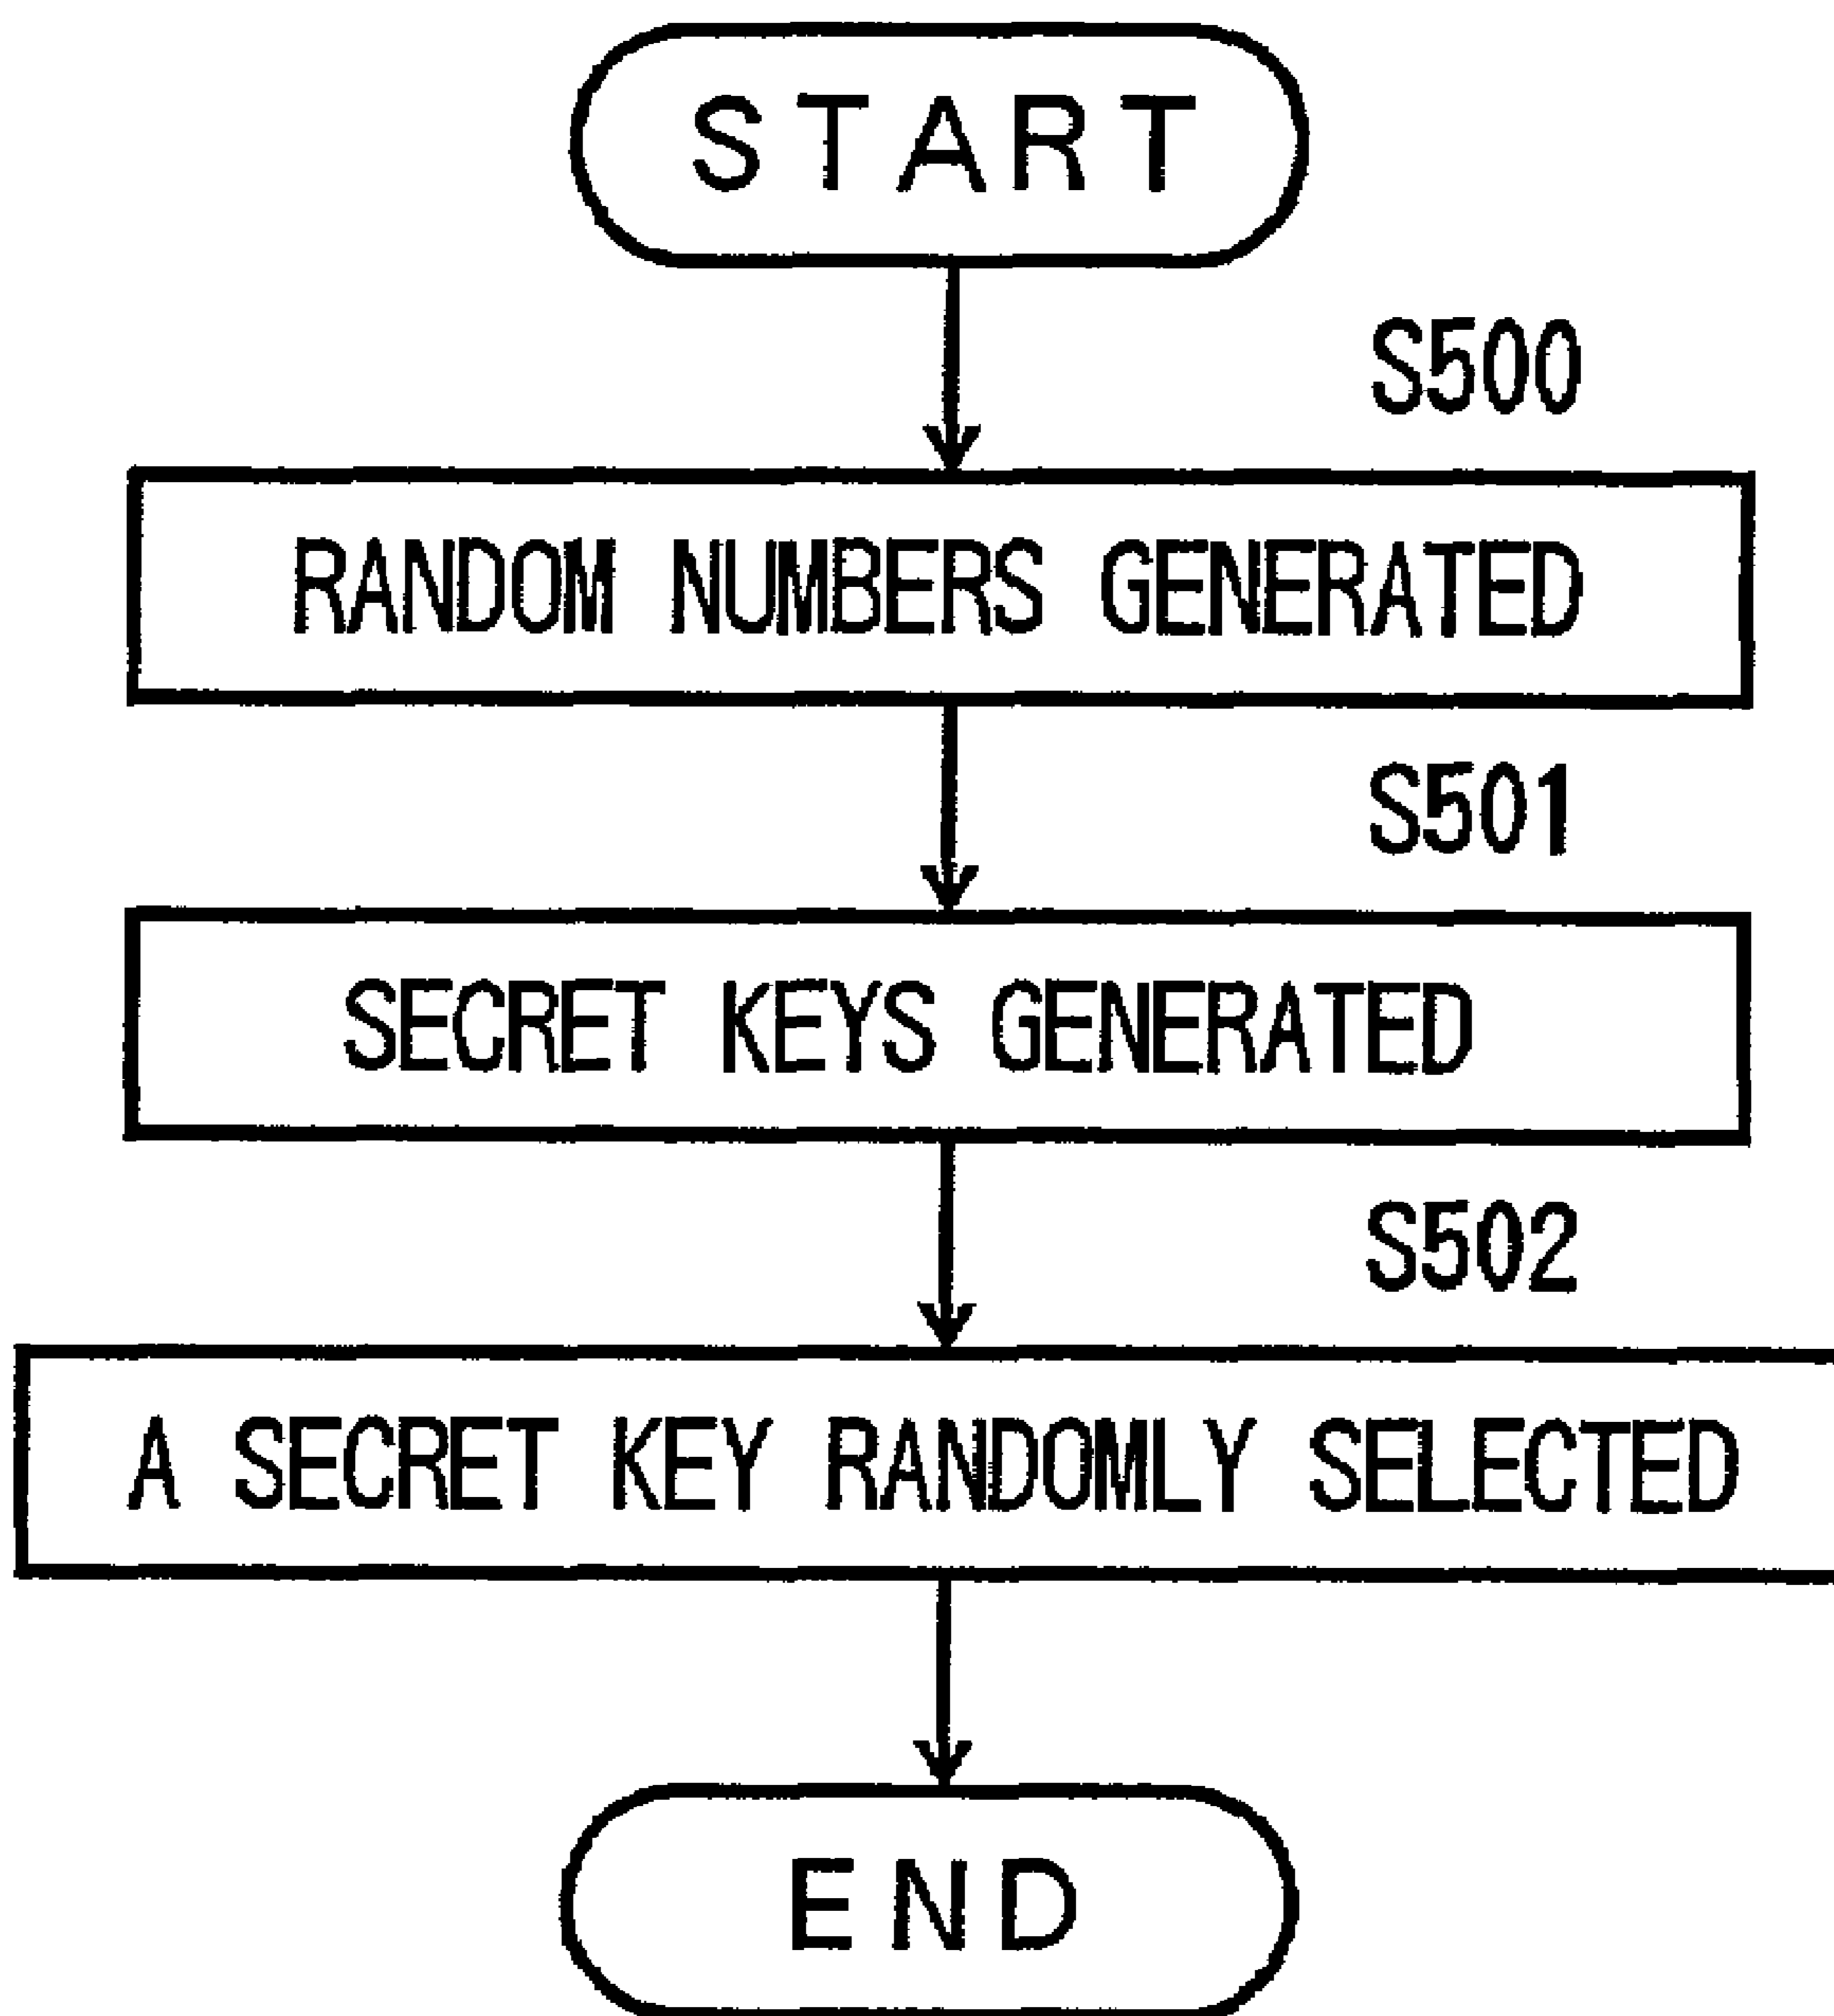 START
S500
RANDOM NUMBERS GENERATED
S501
SECRET KEYS GENERATED
S502
A SECRET KEY RANDOMLY SELECTED
END